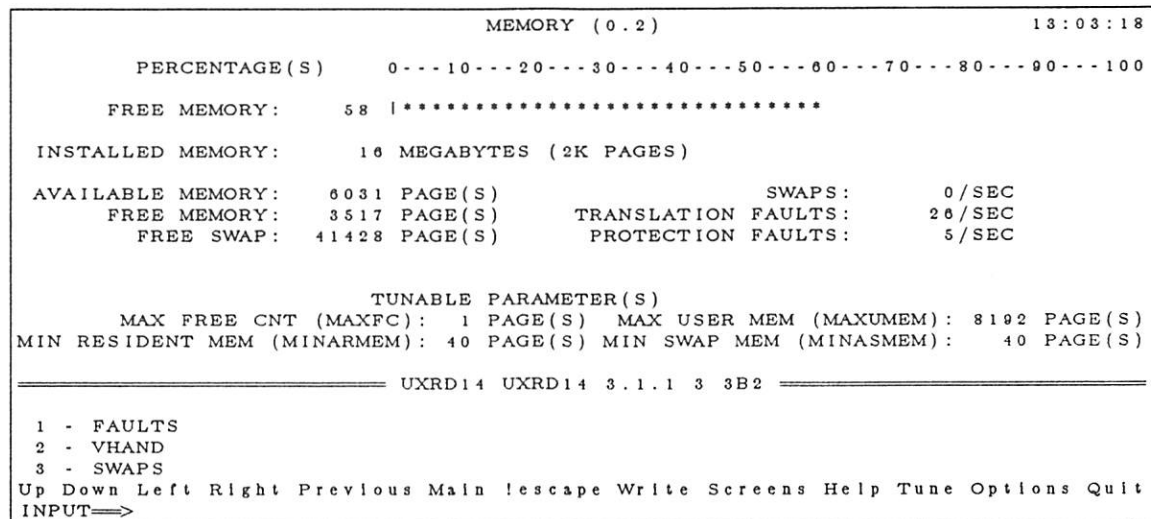 MEMORY (0.2) 13:03:18
PERCENTAGE(S) 0---10---20---30---40---50---60---70---80---90---100
FREE MEMORY: 58 |*****************************
INSTALLED MEMORY: 16 MEGABYTES (2K PAGES)
AVAILABLE MEMORY: 6031 PAGE(S) SWAPS: 0/SEC
FREE MEMORY: 3517 PAGE(S) TRANSLATION FAULTS: 26/SEC
FREE SWAP: 41428 PAGE(S) PROTECTION FAULTS: 5/SEC
TUNABLE PARAMETER(S)
MAX FREE CNT (MAXFC): 1 PAGE(S) MAX USER MEM (MAXUMEM): 8192 PAGE(S)
MIN RESIDENT MEM (MINARMEM): 40 PAGE(S) MIN SWAP MEM (MINASMEM): 40 PAGE(S)
UXRD14 UXRD14 3.1.1 3 3B2
1 - FAULTS
2 - VHAND
3 - SWAPS
Up Down Left Right Previous Main !escape Write Screens Help Tune Options Quit
INPUT==>